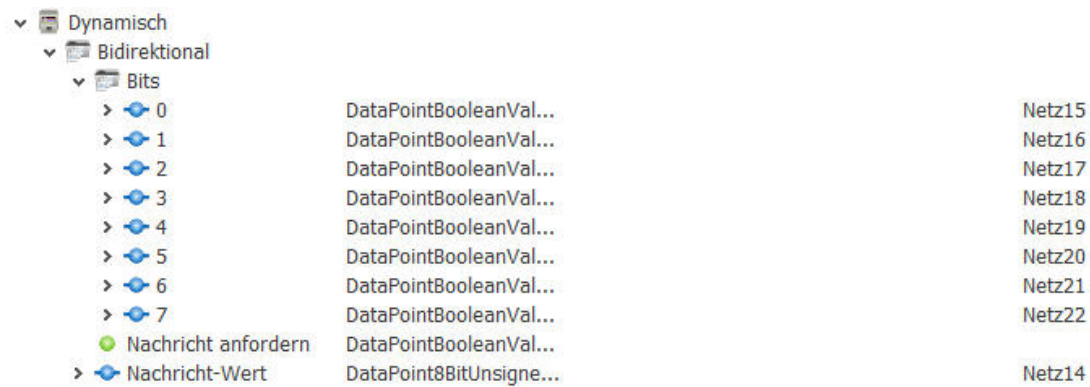 Dynamisch
Bidirektional
Bits
0 DataPointBooleanVal... Netz15
1 DataPointBooleanVal... Netz16
2 DataPointBooleanVal... Netz17
3 DataPointBooleanVal... Netz18
4 DataPointBooleanVal... Netz19
5 DataPointBooleanVal... Netz20
6 DataPointBooleanVal... Netz21
7 DataPointBooleanVal... Netz22
Nachricht anfordern DataPointBooleanVal...
Nachricht-Wert DataPoint8BitUnsigne... Netz14